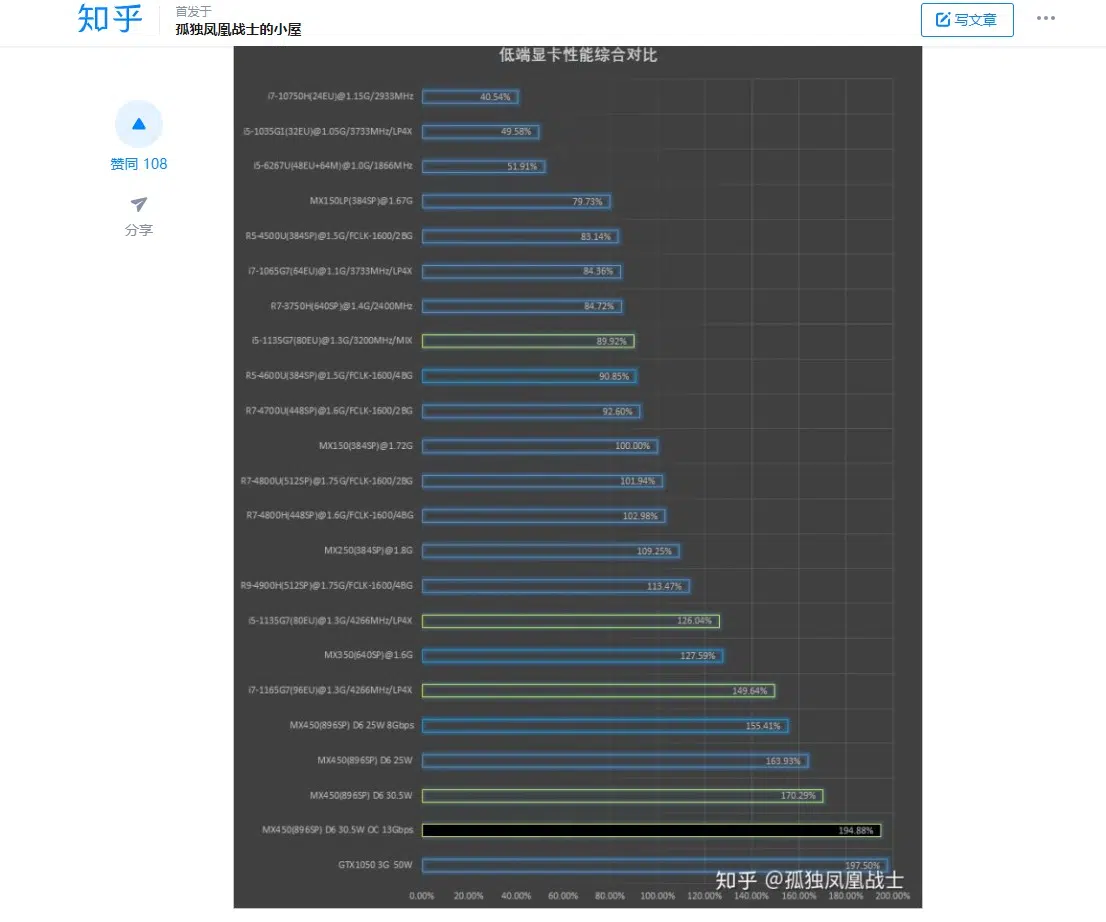 知乎
首发于
孤独凤凰战士的小屋
写文章
赞同 108
分享
低端显卡性能综合对比
i7-10750H(24EU)@1.15G/2933MHz 40.54%
i5-1035G1(32EU)@1.05G/3733MHz/LP4X 49.58%
i5-6267U(48EU+64M)@1.0G/1866MHz 51.91%
MX150LP(384SP)@1.67G 79.73%
R5-4500U(384SP)@1.5G/FCLK-1600/2BG 83.14%
i7-1065G7(64EU)@1.1G/3733MHz/LP4X 84.36%
R7-3750H(640SP)@1.4G/2400MHz 84.72%
i5-1135G7(80EU)@1.3G/3200MHz/MIX 89.92%
R5-4600U(384SP)@1.5G/FCLK-1600/4BG 90.85%
R7-4700U(448SP)@1.6G/FCLK-1600/2BG 92.60%
MX150(384SP)@1.72G 100.00%
R7-4800U(512SP)@1.75G/FCLK-1600/2BG 101.94%
R7-4800H(448SP)@1.6G/FCLK-1600/4BG 102.98%
MX250(384SP)@1.8G 109.25%
R9-4900H(512SP)@1.75G/FCLK-1600/4BG 113.47%
i5-1135G7(80EU)@1.3G/4266MHz/LP4X 126.04%
MX350(640SP)@1.6G 127.59%
i7-1165G7(96EU)@1.3G/4266MHz/LP4X 149.64%
MX450(896SP) D6 25W 8Gbps 155.41%
MX450(896SP) D6 25W 163.93%
MX450(896SP) D6 30.5W 170.29%
MX450(896SP) D6 30.5W OC 13Gbps 194.88%
GTX1050 3G 50W 197.50%
知乎 @孤独凤凰战士
0.00% 20.00% 40.00% 60.00% 80.00% 100.00% 120.00% 140.00% 160.00% 180.00% 200.00%